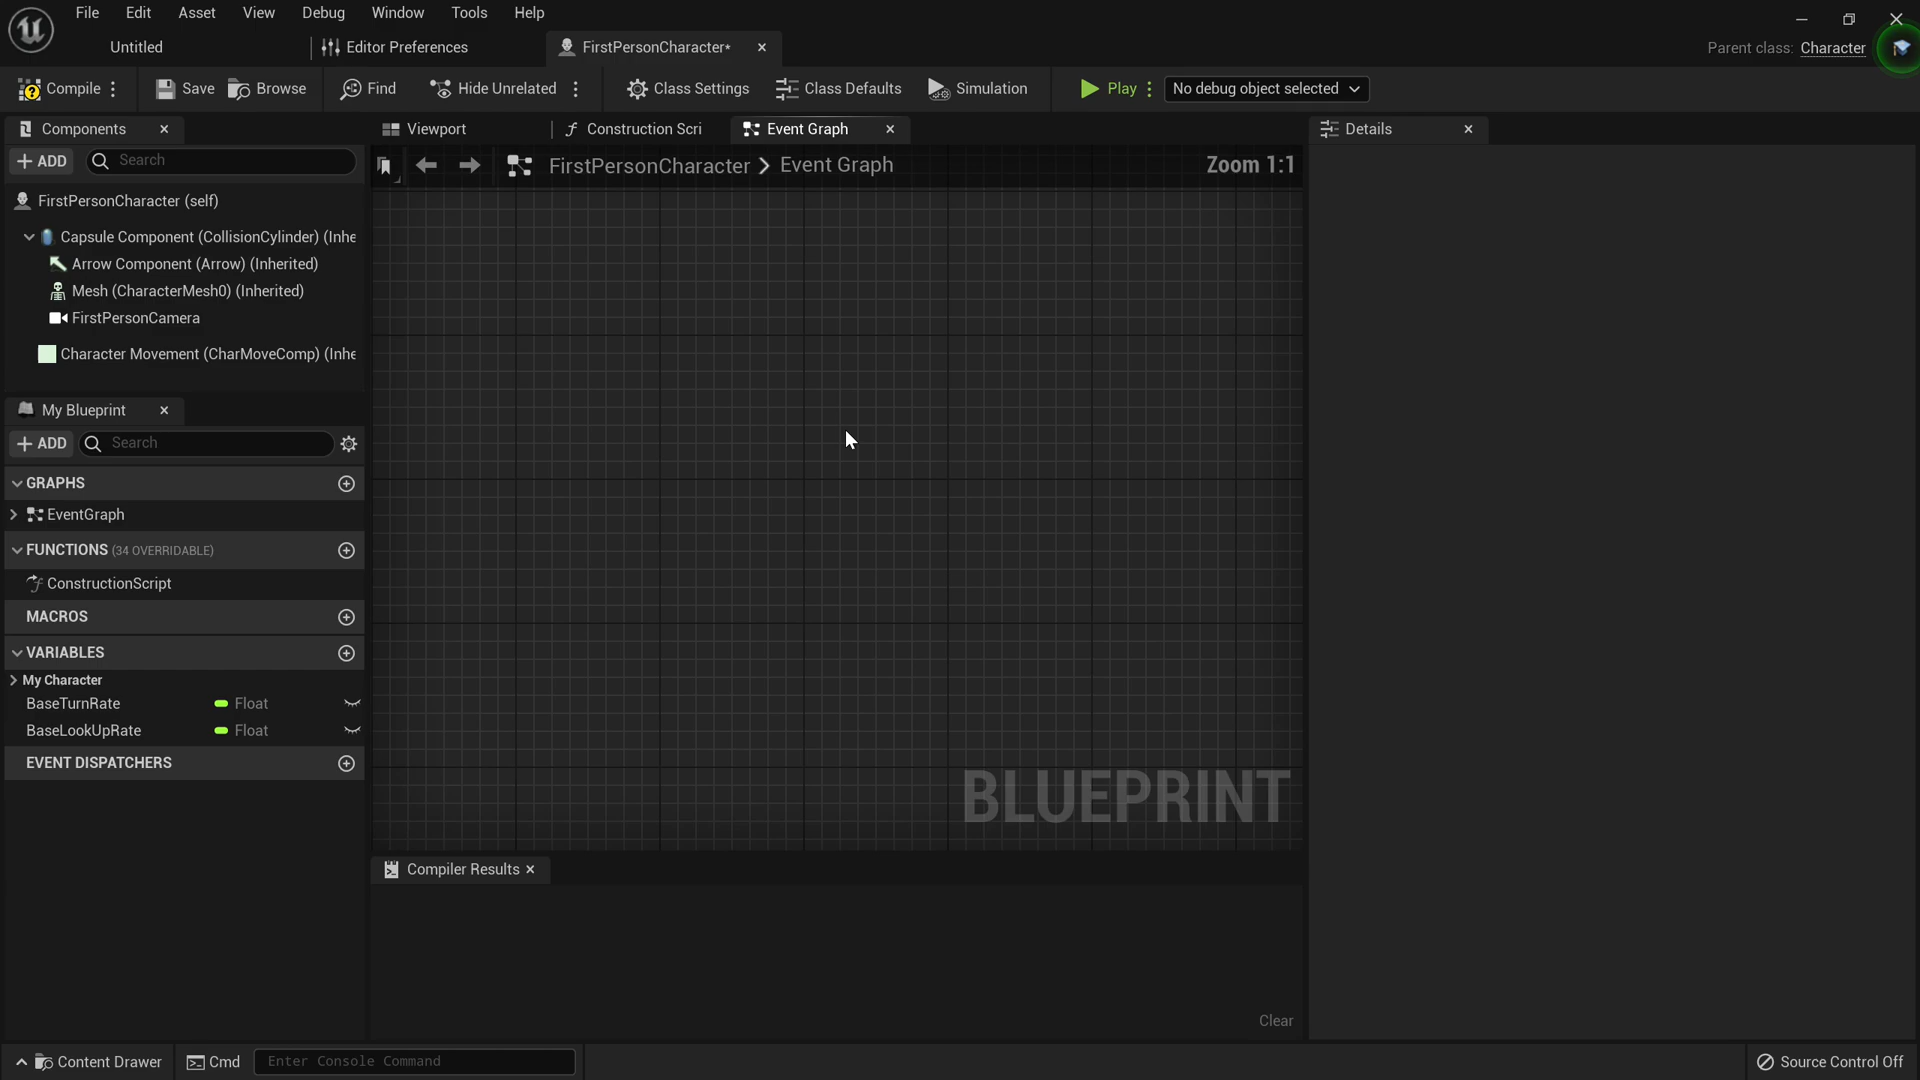 File Edit Asset View Debug Window Tools Help
Untitled Editor Preferences FirstPersonCharacter*
Parent class: Character
Compile Save Browse Find Hide Unrelated Class Settings Class Defaults Simulation Play No debug object selected
Components Viewport Construction Scri Event Graph Details
ADD Search
FirstPersonCharacter > Event Graph Zoom 1:1
FirstPersonCharacter (self)
Capsule Component (CollisionCylinder) (Inhe
Arrow Component (Arrow) (Inherited)
Mesh (CharacterMesh0) (Inherited)
FirstPersonCamera
Character Movement (CharMoveComp) (Inhe
My Blueprint
ADD Search
GRAPHS
EventGraph
FUNCTIONS (34 OVERRIDABLE)
ConstructionScript
MACROS
VARIABLES
My Character
BaseTurnRate Float
BaseLookUpRate Float
EVENT DISPATCHERS
BLUEPRINT
Compiler Results
Clear
Content Drawer Cmd Enter Console Command Source Control Off